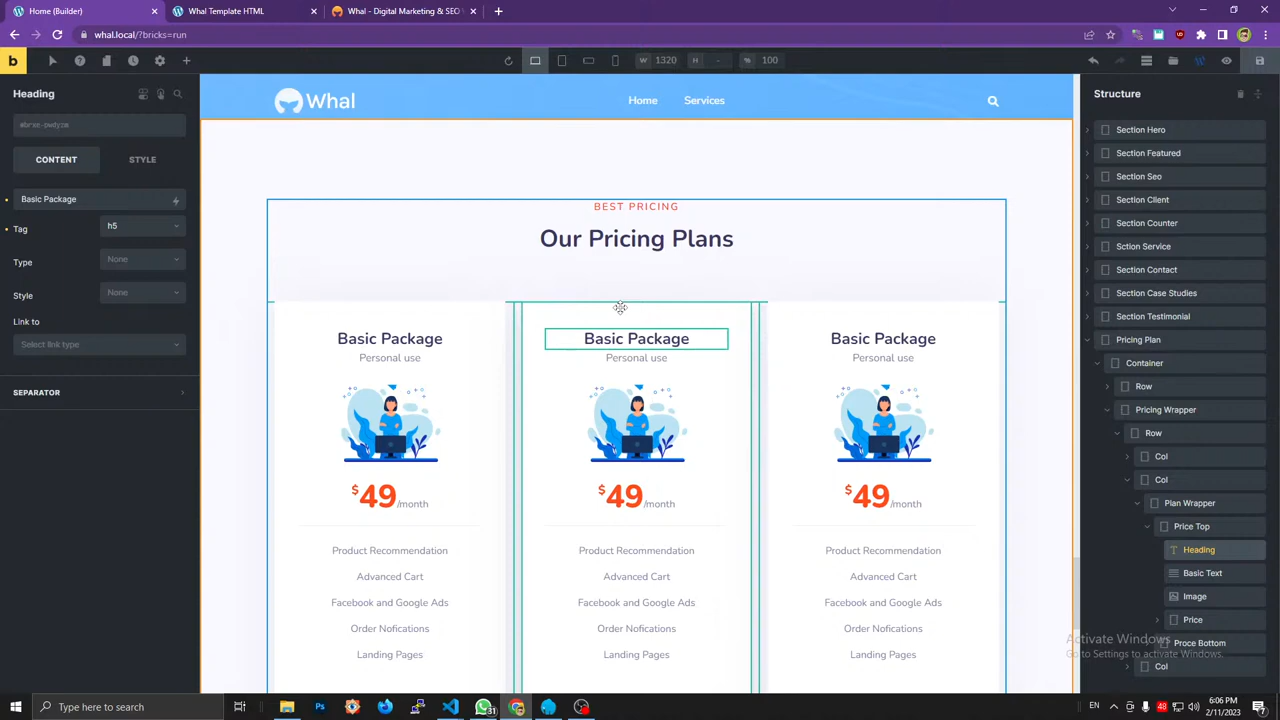 Home (Builder)
Whal Template HTML
Whal - Digital Marketing & SEO
whal.local/?bricks=run
b
W 1320 H - % 100
Heading
#brxe-pwdyzm
CONTENT STYLE
Basic Package
Tag h5
Type None
Style None
Link to
Select link type
SEPARATOR
Whal
Home Services
BEST PRICING
Our Pricing Plans
Basic Package
Personal use
$49/month
Product Recommendation
Advanced Cart
Facebook and Google Ads
Order Nofications
Landing Pages
Basic Package
Personal use
$49/month
Product Recommendation
Advanced Cart
Facebook and Google Ads
Order Nofications
Landing Pages
Basic Package
Personal use
$49/month
Product Recommendation
Advanced Cart
Facebook and Google Ads
Order Nofications
Landing Pages
Structure
Section Hero
Section Featured
Section Seo
Section Client
Section Counter
Sction Service
Section Contact
Section Case Studies
Section Testimonial
Pricing Plan
Container
Row
Pricing Wrapper
Row
Col
Col
Plan Wrapper
Price Top
Heading
Basic Text
Image
Price
Proce Bottom
Col
Activate Windows
Go to Settings to activate Windows.
Type here to search
31
EN
48
6:06 PM
2/11/2023